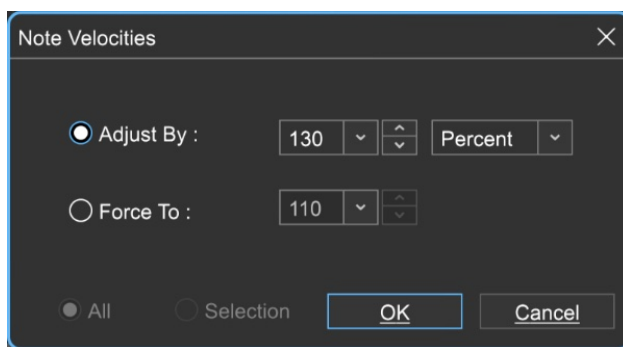 Note Velocities
Adjust By : 130 Percent
Force To : 110
All Selection OK Cancel